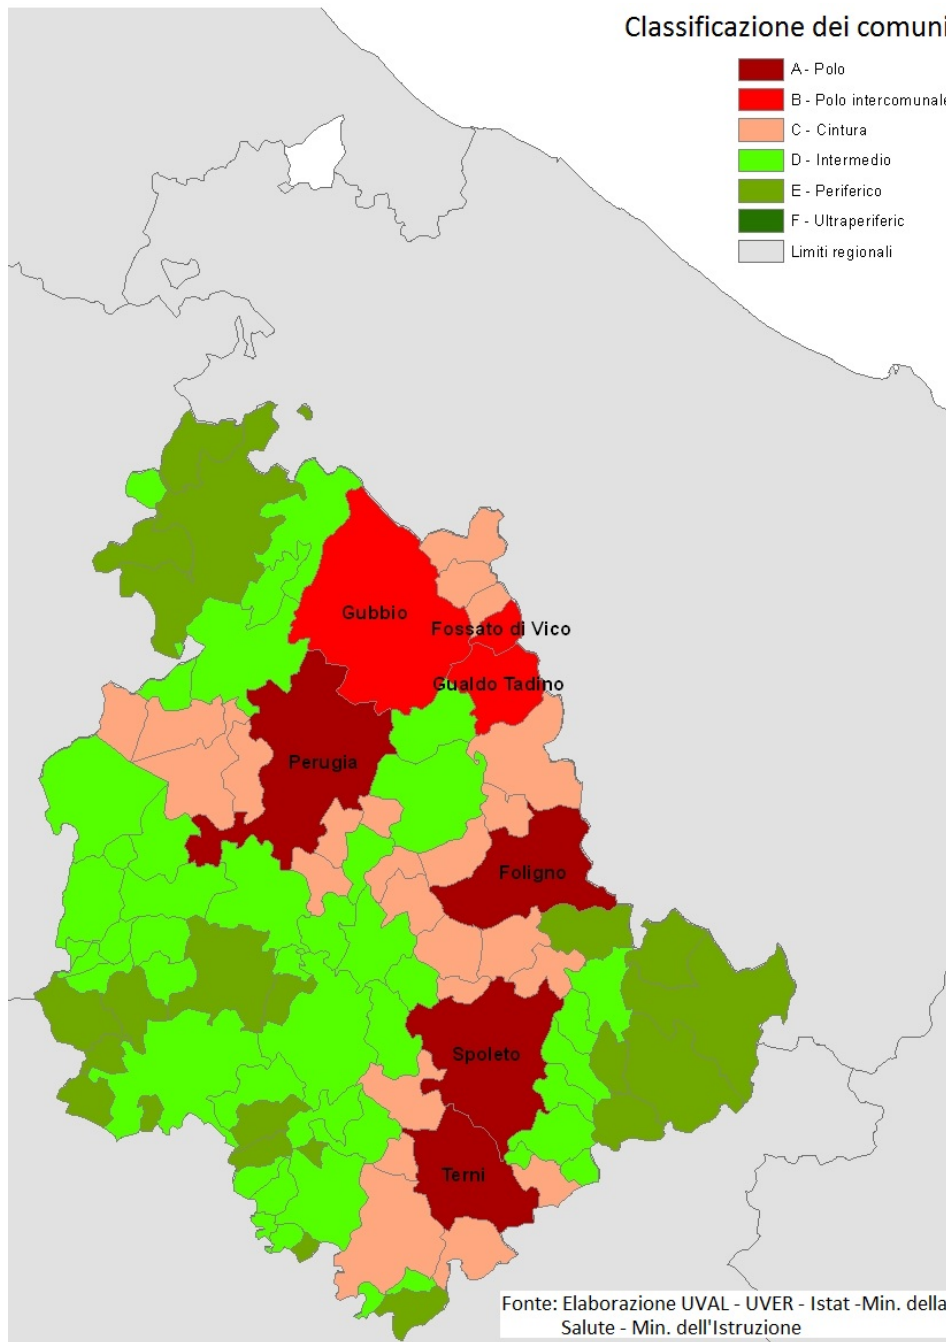 Classificazione dei comuni
A - Polo
B - Polo intercomunale
C - Cintura
D - Intermedio
E - Periferico
F - Ultraperiferic
Limiti regionali
Gubbio
Fossato di Vico
Gualdo Tadino
Perugia
Foligno
Spoleto
Terni
Fonte: Elaborazione UVAL - UVER - Istat -Min. della
Salute - Min. dell'Istruzione